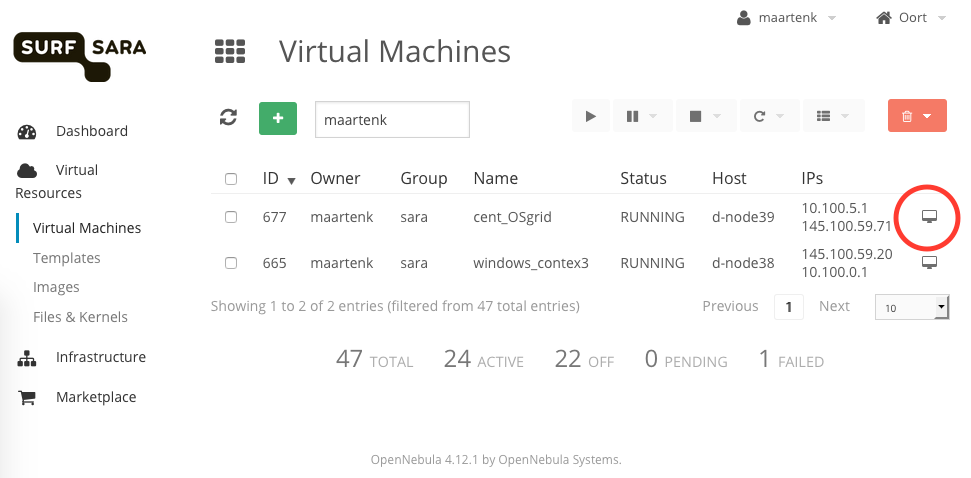 maartenk
Oort
SURF SARA
Virtual Machines
+
maartenk
Dashboard
Virtual
Resources
Virtual Machines
Templates
Images
Files & Kernels
Infrastructure
Marketplace
ID Owner Group Name Status Host IPs
677 maartenk sara cent_OSgrid RUNNING d-node39 10.100.5.1
145.100.59.71
665 maartenk sara windows_contex3 RUNNING d-node38 145.100.59.20
10.100.0.1
Showing 1 to 2 of 2 entries (filtered from 47 total entries)
Previous 1 Next 10
47 TOTAL 24 ACTIVE 22 OFF 0 PENDING 1 FAILED
OpenNebula 4.12.1 by OpenNebula Systems.